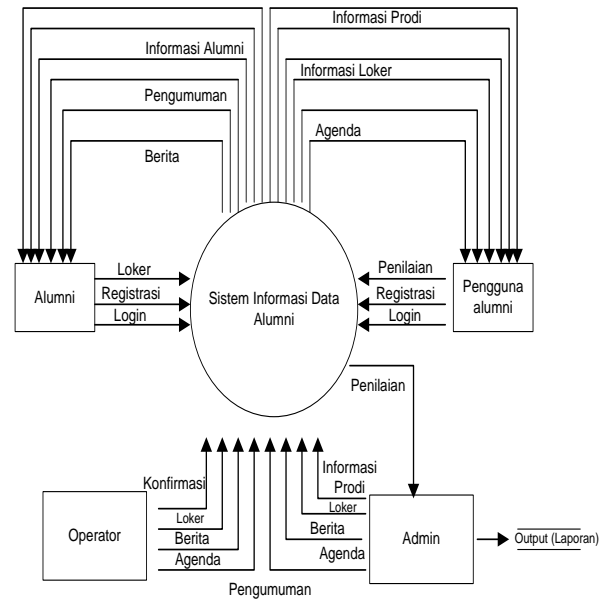 Informasi Prodi
Informasi Alumni
Informasi Loker
Pengumuman
Agenda
Berita
Alumni
Loker
Registrasi
Login
Sistem Informasi Data
Alumni
Penilaian
Registrasi
Login
Pengguna
alumni
Penilaian
Operator
Konfirmasi
Loker
Berita
Agenda
Pengumuman
Informasi
Prodi
Loker
Berita
Agenda
Admin
Output (Laporan)